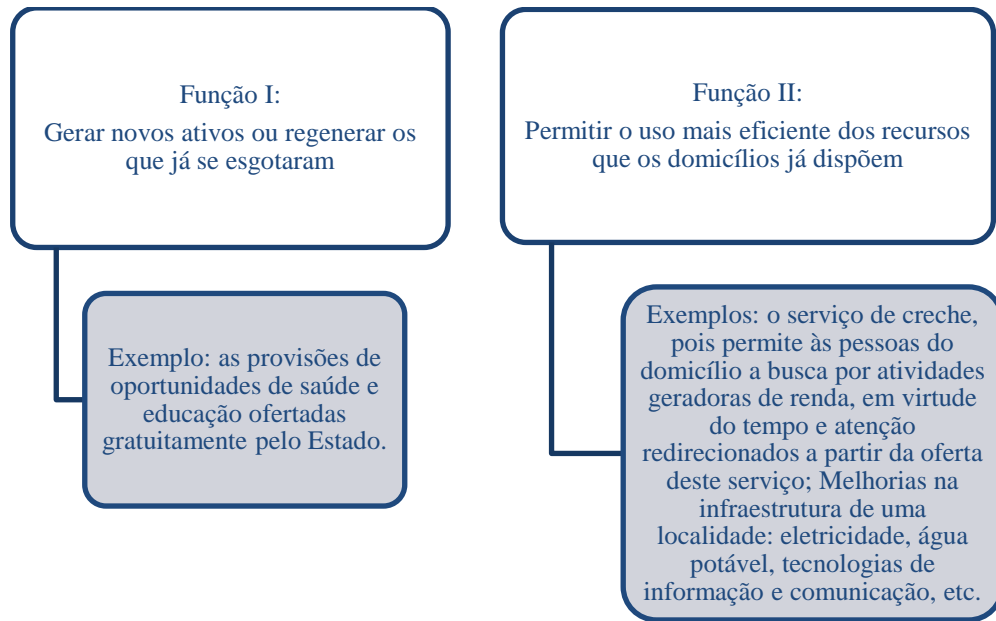 Função I:
Gerar novos ativos ou regenerar os
que já se esgotaram
Exemplo: as provisões de
oportunidades de saúde e
educação ofertadas
gratuitamente pelo Estado.
Função II:
Permitir o uso mais eficiente dos recursos
que os domicílios já dispõem
Exemplos: o serviço de creche,
pois permite às pessoas do
domicílio a busca por atividades
geradoras de renda, em virtude
do tempo e atenção
redirecionados a partir da oferta
deste serviço; Melhorias na
infraestrutura de uma
localidade: eletricidade, água
potável, tecnologias de
informação e comunicação, etc.